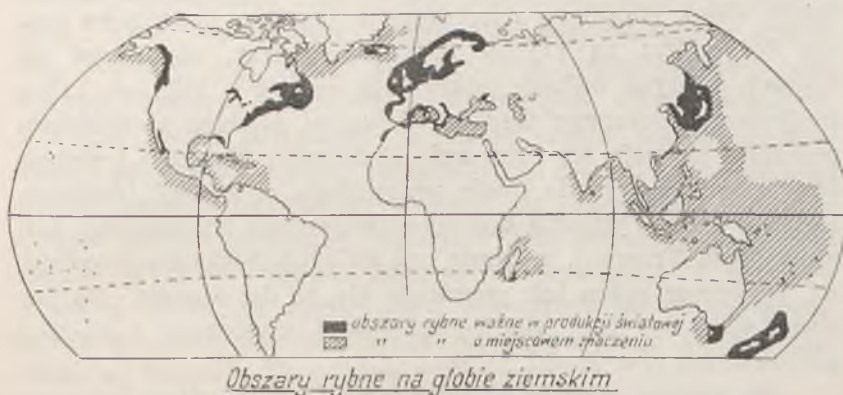 obszary rybne ważne w produkcji światowej
" " o miejscowem znaczeniu
Obszary rybne na globie ziemskim